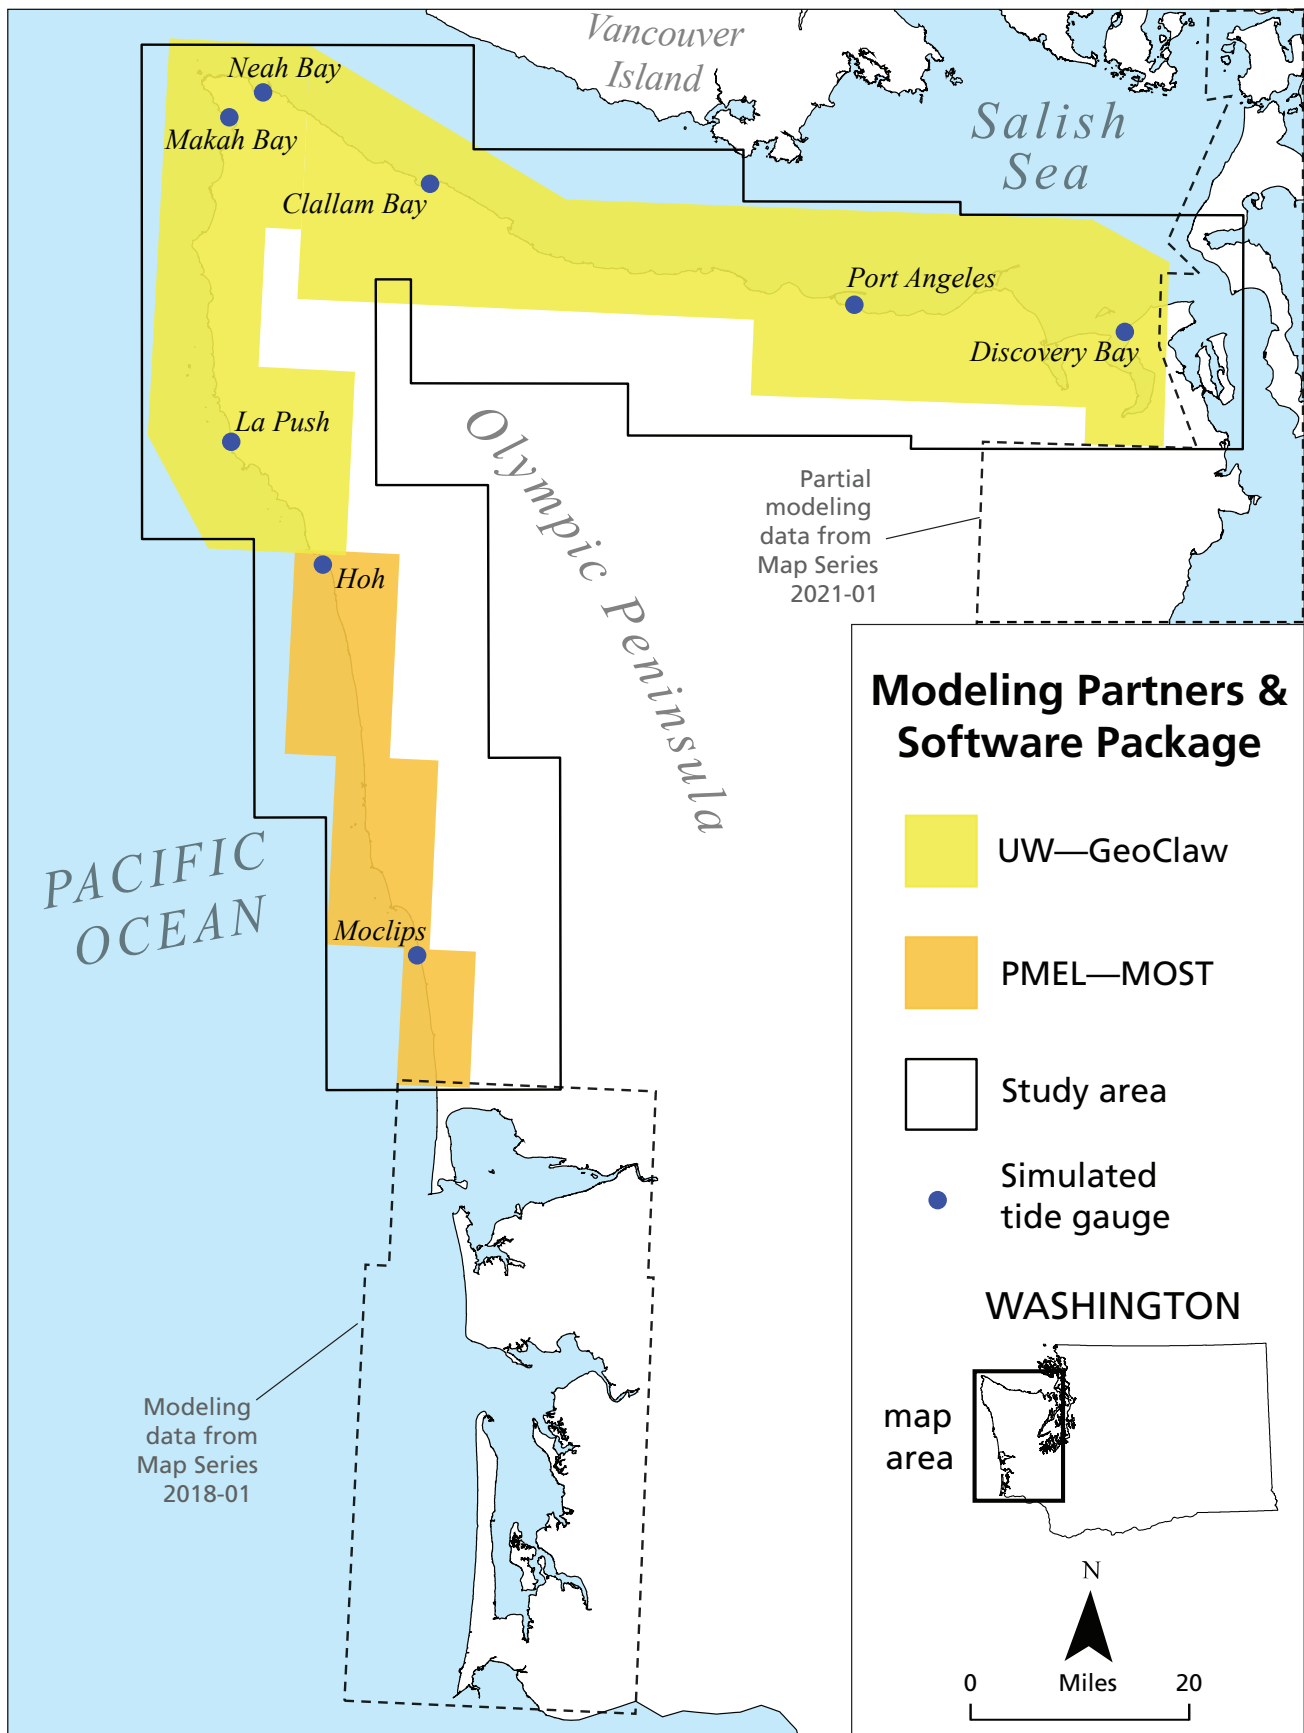 Vancouver
Island
Neah Bay
Makah Bay
Salish
Sea
Clallam Bay
Port Angeles
Discovery Bay
La Push
Olympic Peninsula
Partial
modeling
data from
Map Series
2021-01
Hoh
PACIFIC
OCEAN
Moclips
Modeling
data from
Map Series
2018-01
Modeling Partners &
Software Package
UW—GeoClaw
PMEL—MOST
Study area
Simulated
tide gauge
WASHINGTON
map
area
N
0 Miles 20